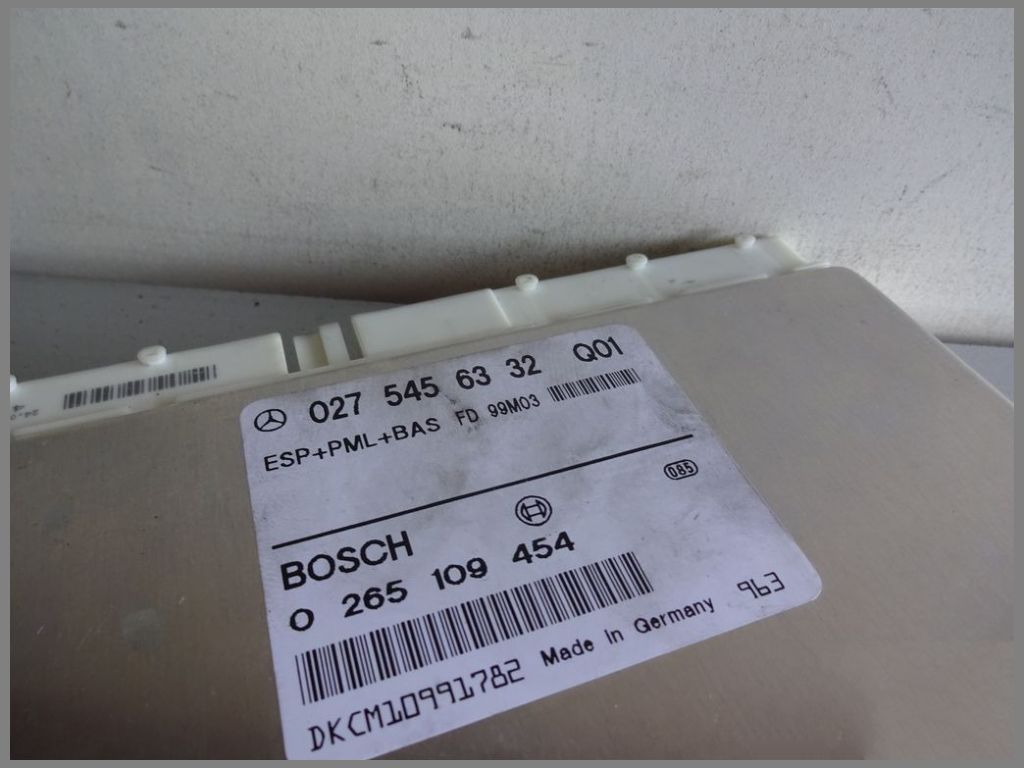 027 545 63 32 Q01
ESP+PML+BAS FD 99M03
085
BOSCH
0 265 109 454
DKCM10991782 Made in Germany 963